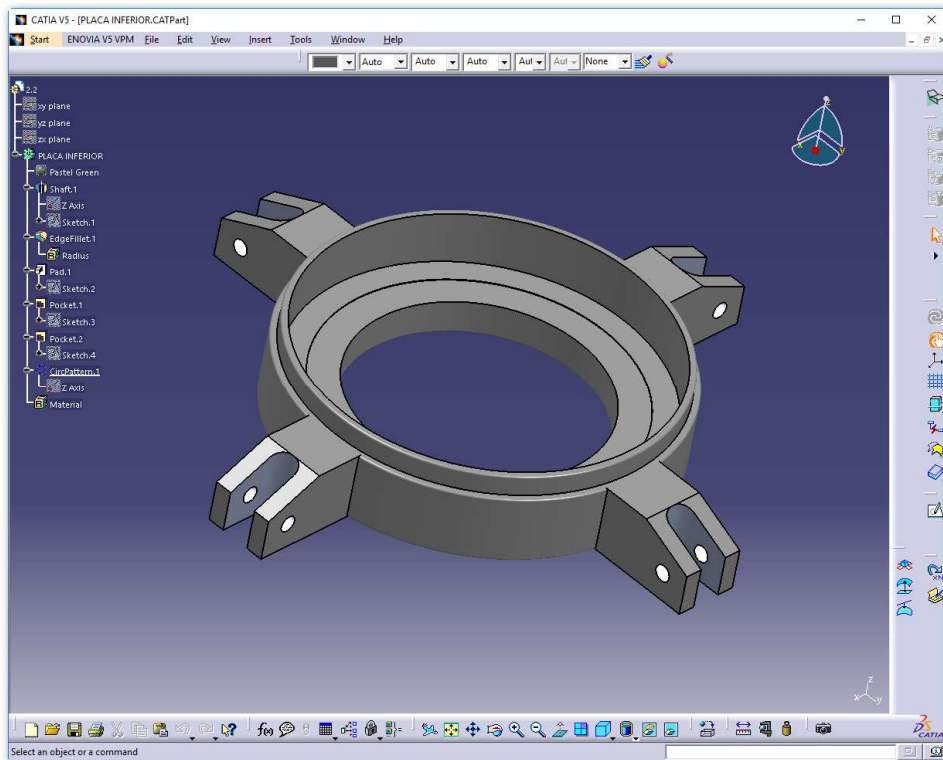 CATIA V5 - [PLACA INFERIOR.CATPart]
Start ENOVIA V5 VPM File Edit View Insert Tools Window Help
Auto Auto Auto Aut Aut None
2.2
xy plane
yz plane
zx plane
PLACA INFERIOR
Pastel Green
Shaft.1
Z Axis
Sketch.1
EdgeFillet.1
Radius
Pad.1
Sketch.2
Pocket.1
Sketch.3
Pocket.2
Sketch.4
CircPattern.1
Z Axis
Material
z
x y
z
x y
f(x)
CATIA
Select an object or a command